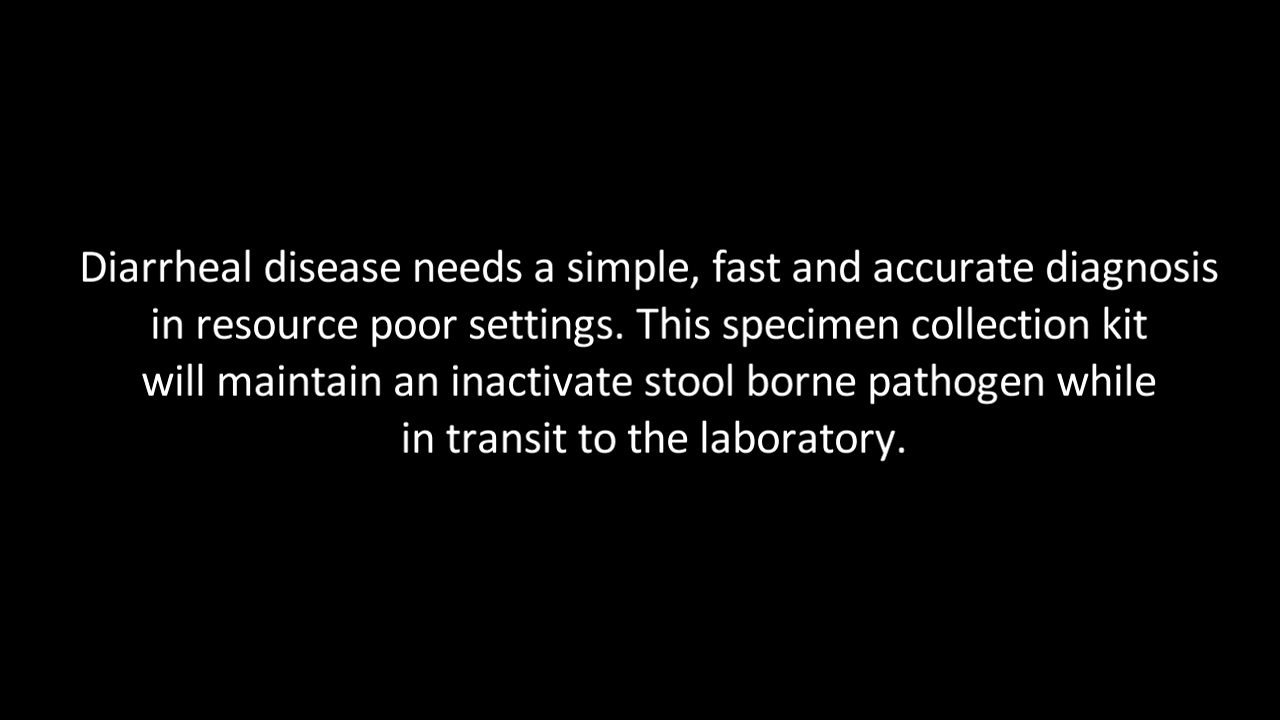 Diarrheal disease needs a simple, fast and accurate diagnosis
in resource poor settings. This specimen collection kit
will maintain an inactivate stool borne pathogen while
in transit to the laboratory.